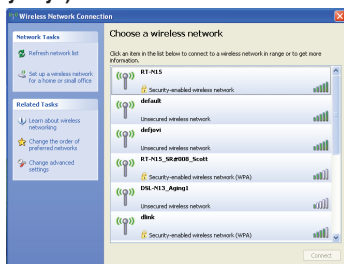 Wireless Network Connection
Network Tasks
Refresh network list
Set up a wireless network
for a home or small office
Related Tasks
Learn about wireless
networking
Change the order of
preferred networks
Change advanced
settings
Choose a wireless network
Click an item in the list below to connect to a wireless network in range or to get more
information.
RT-N15
Security-enabled wireless network
default
Unsecured wireless network
defjovi
Unsecured wireless network
RT-N15_SR#008_Scott
Security-enabled wireless network (WPA)
DSL-N13_Aging1
Unsecured wireless network
dlink
Security-enabled wireless network (WPA)
Connect